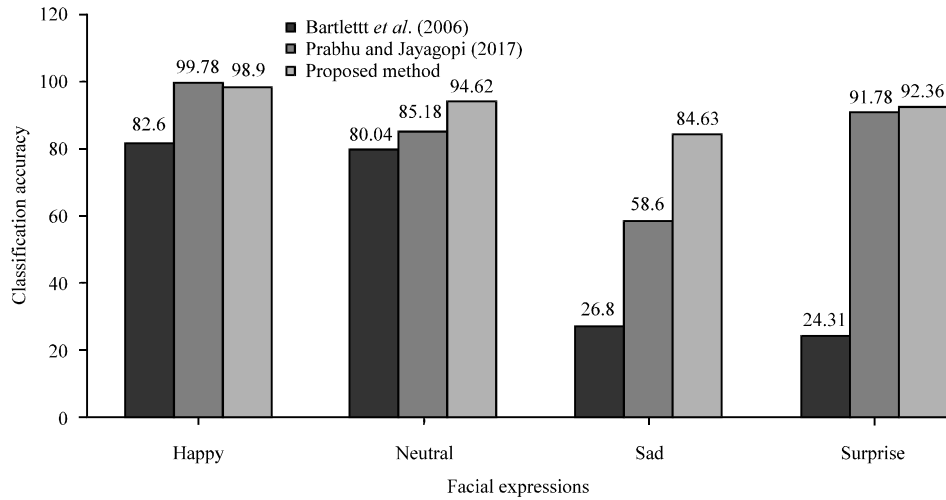 120
100
80
60
40
20
0
Classification accuracy
Bartlettt et al. (2006)
Prabhu and Jayagopi (2017)
Proposed method
82.6
99.78
98.9
80.04
85.18
94.62
26.8
58.6
84.63
24.31
91.78
92.36
Happy
Neutral
Sad
Surprise
Facial expressions